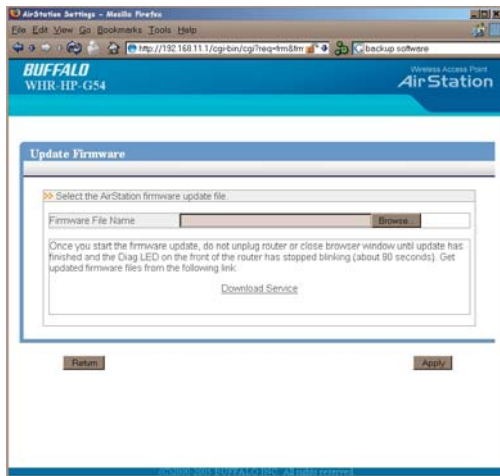 AirStation Settings - Mozilla Firefox
File Edit View Go Bookmarks Tools Help
http://192.168.11.1/cgi-bin/cgi?req=frm&frm
backup software
BUFFALO
WHR-HP-G54
Wireless Access Point
AirStation
Update Firmware
>> Select the AirStation firmware update file.
Firmware File Name
Browse...
Once you start the firmware update, do not unplug router or close browser window until update has
finished and the Diag LED on the front of the router has stopped blinking (about 90 seconds). Get
updated firmware files from the following link:
Download Service
Return
Apply
(C)2000-2005 BUFFALO INC. All rights reserved.